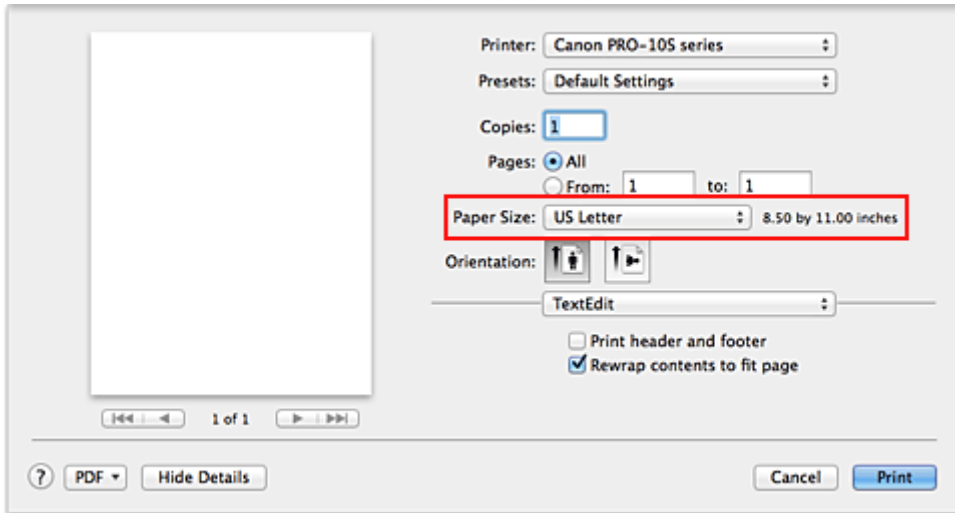 Printer: Canon PRO-10S series
Presets: Default Settings
Copies: 1
Pages: All
From: 1 to: 1
Paper Size: US Letter 8.50 by 11.00 inches
Orientation:
TextEdit
Print header and footer
Rewrap contents to fit page
1 of 1
? PDF Hide Details Cancel Print